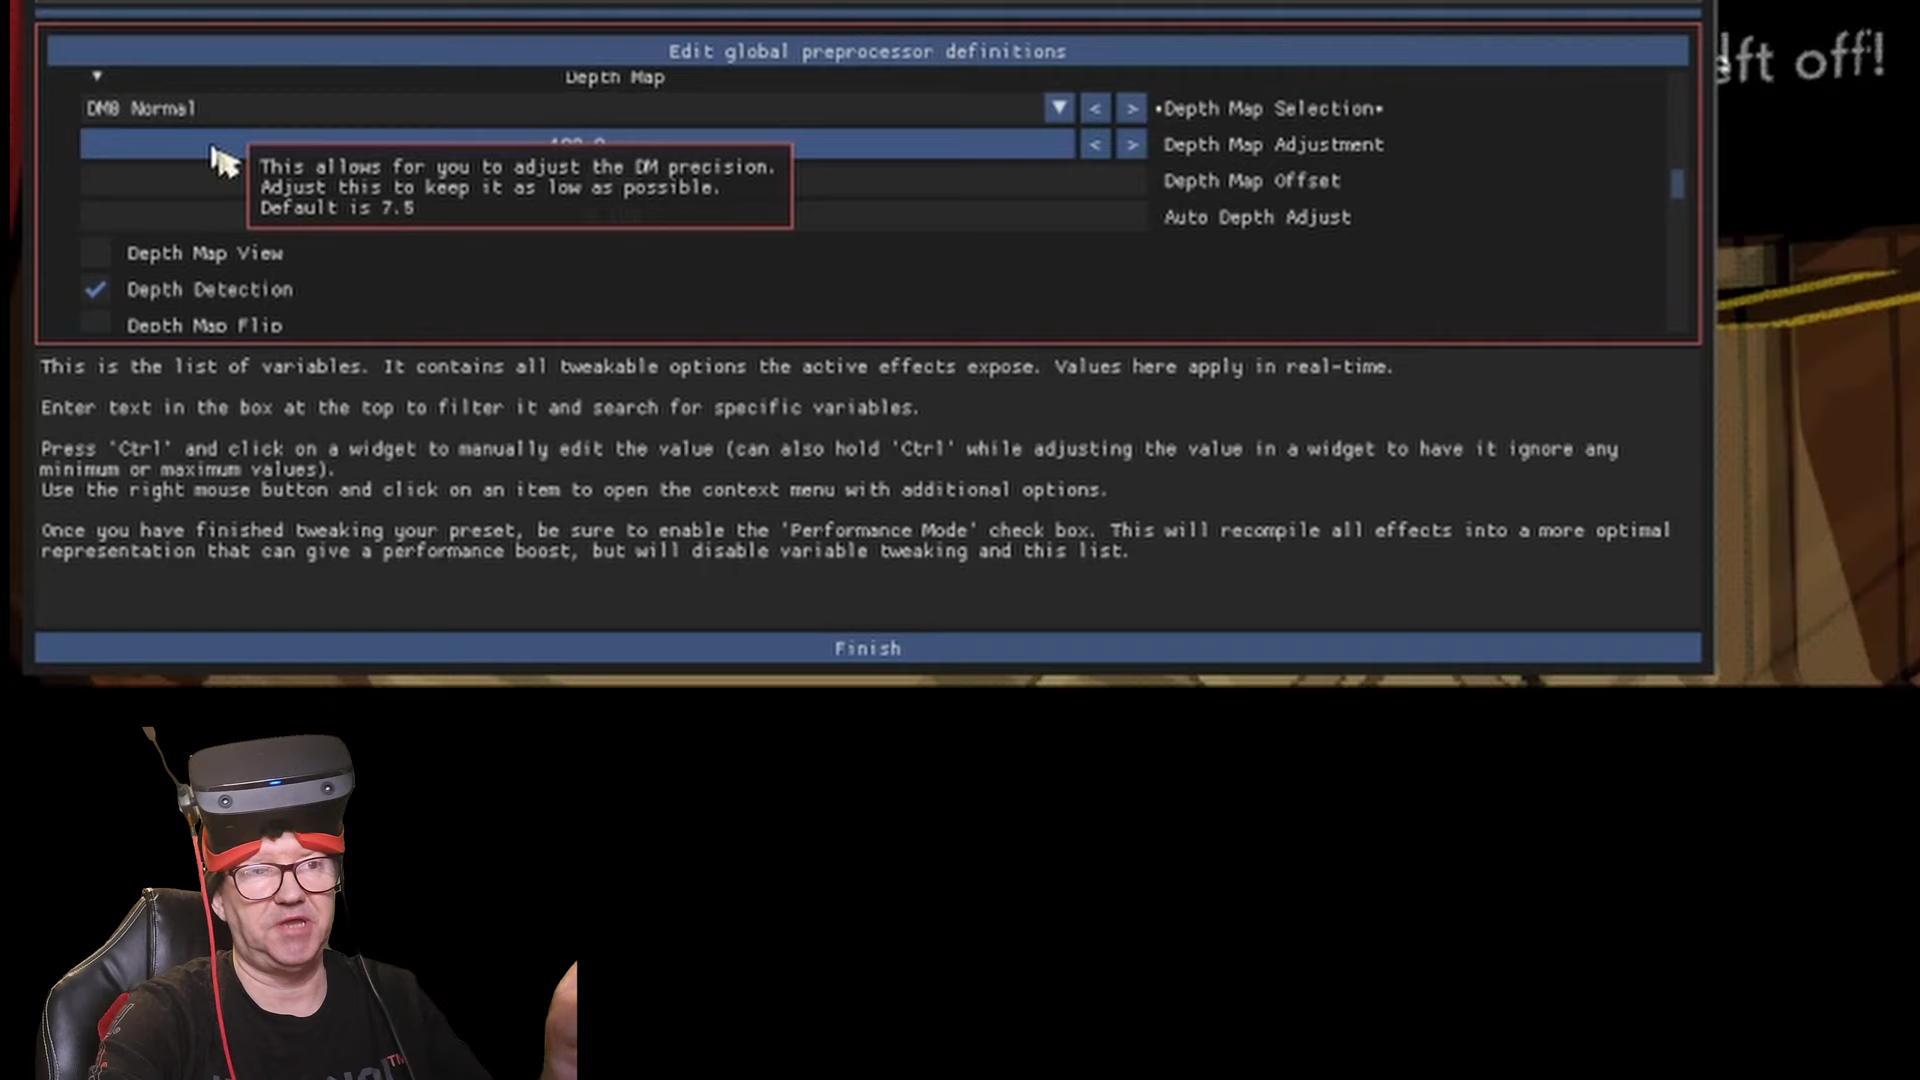 Edit global preprocessor definitions
off!
▼ Depth Map
DM0 Normal ▼ < > •Depth Map Selection•
< > Depth Map Adjustment
This allows for you to adjust the DM precision.
Adjust this to keep it as low as possible.
Default is 7.5
Depth Map Offset
Auto Depth Adjust
Depth Map View
Depth Detection
Depth Map Flip
This is the list of variables. It contains all tweakable options the active effects expose. Values here apply in real-time.
Enter text in the box at the top to filter it and search for specific variables.
Press 'Ctrl' and click on a widget to manually edit the value (can also hold 'Ctrl' while adjusting the value in a widget to have it ignore any
minimum or maximum values).
Use the right mouse button and click on an item to open the context menu with additional options.
Once you have finished tweaking your preset, be sure to enable the 'Performance Mode' check box. This will recompile all effects into a more optimal
representation that can give a performance boost, but will disable variable tweaking and this list.
Finish
TM